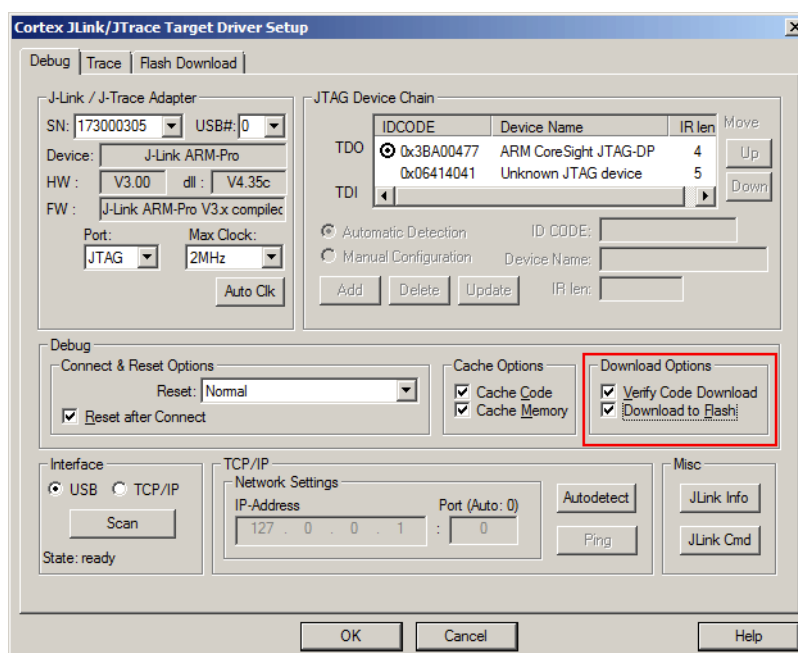 Cortex JLink/JTrace Target Driver Setup
Debug Trace Flash Download
J-Link / J-Trace Adapter
SN: 173000305 USB#: 0
Device: J-Link ARM-Pro
HW : V3.00 dll : V4.35c
FW : J-Link ARM-Pro V3.x compilec
Port: Max Clock:
JTAG 2MHz
Auto Clk
JTAG Device Chain
IDCODE Device Name IR len Move
TDO 0x3BA00477 ARM CoreSight JTAG-DP 4 Up
0x06414041 Unknown JTAG device 5
TDI Down
Automatic Detection ID CODE:
Manual Configuration Device Name:
Add Delete Update IR len:
Debug
Connect & Reset Options
Reset: Normal
Reset after Connect
Cache Options
Cache Code
Cache Memory
Download Options
Verify Code Download
Download to Flash
Interface
USB TCP/IP
Scan
State: ready
TCP/IP
Network Settings
IP-Address Port (Auto: 0)
127 . 0 . 0 . 1 : 0
Autodetect
Ping
Misc
JLink Info
JLink Cmd
OK Cancel Help